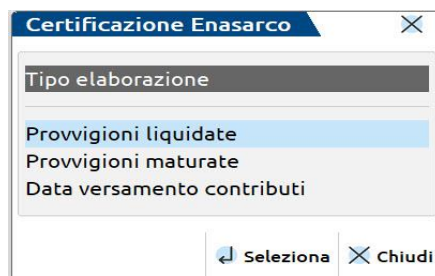 Certificazione Enasarco
Tipo elaborazione
Provvigioni liquidate
Provvigioni maturate
Data versamento contributi
Seleziona Chiudi